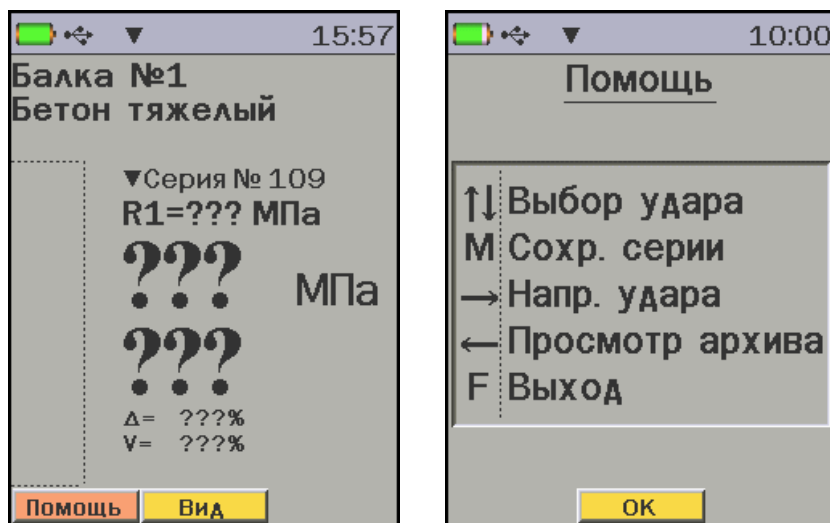 15:57
Балка №1
Бетон тяжелый
▼Серия № 109
R1=??? МПа
??? МПа
???
Δ= ???%
V= ???%
Помощь Вид
10:00
Помощь
↑↓ Выбор удара
М Сохр. серии
→ Напр. удара
← Просмотр архива
F Выход
ОК